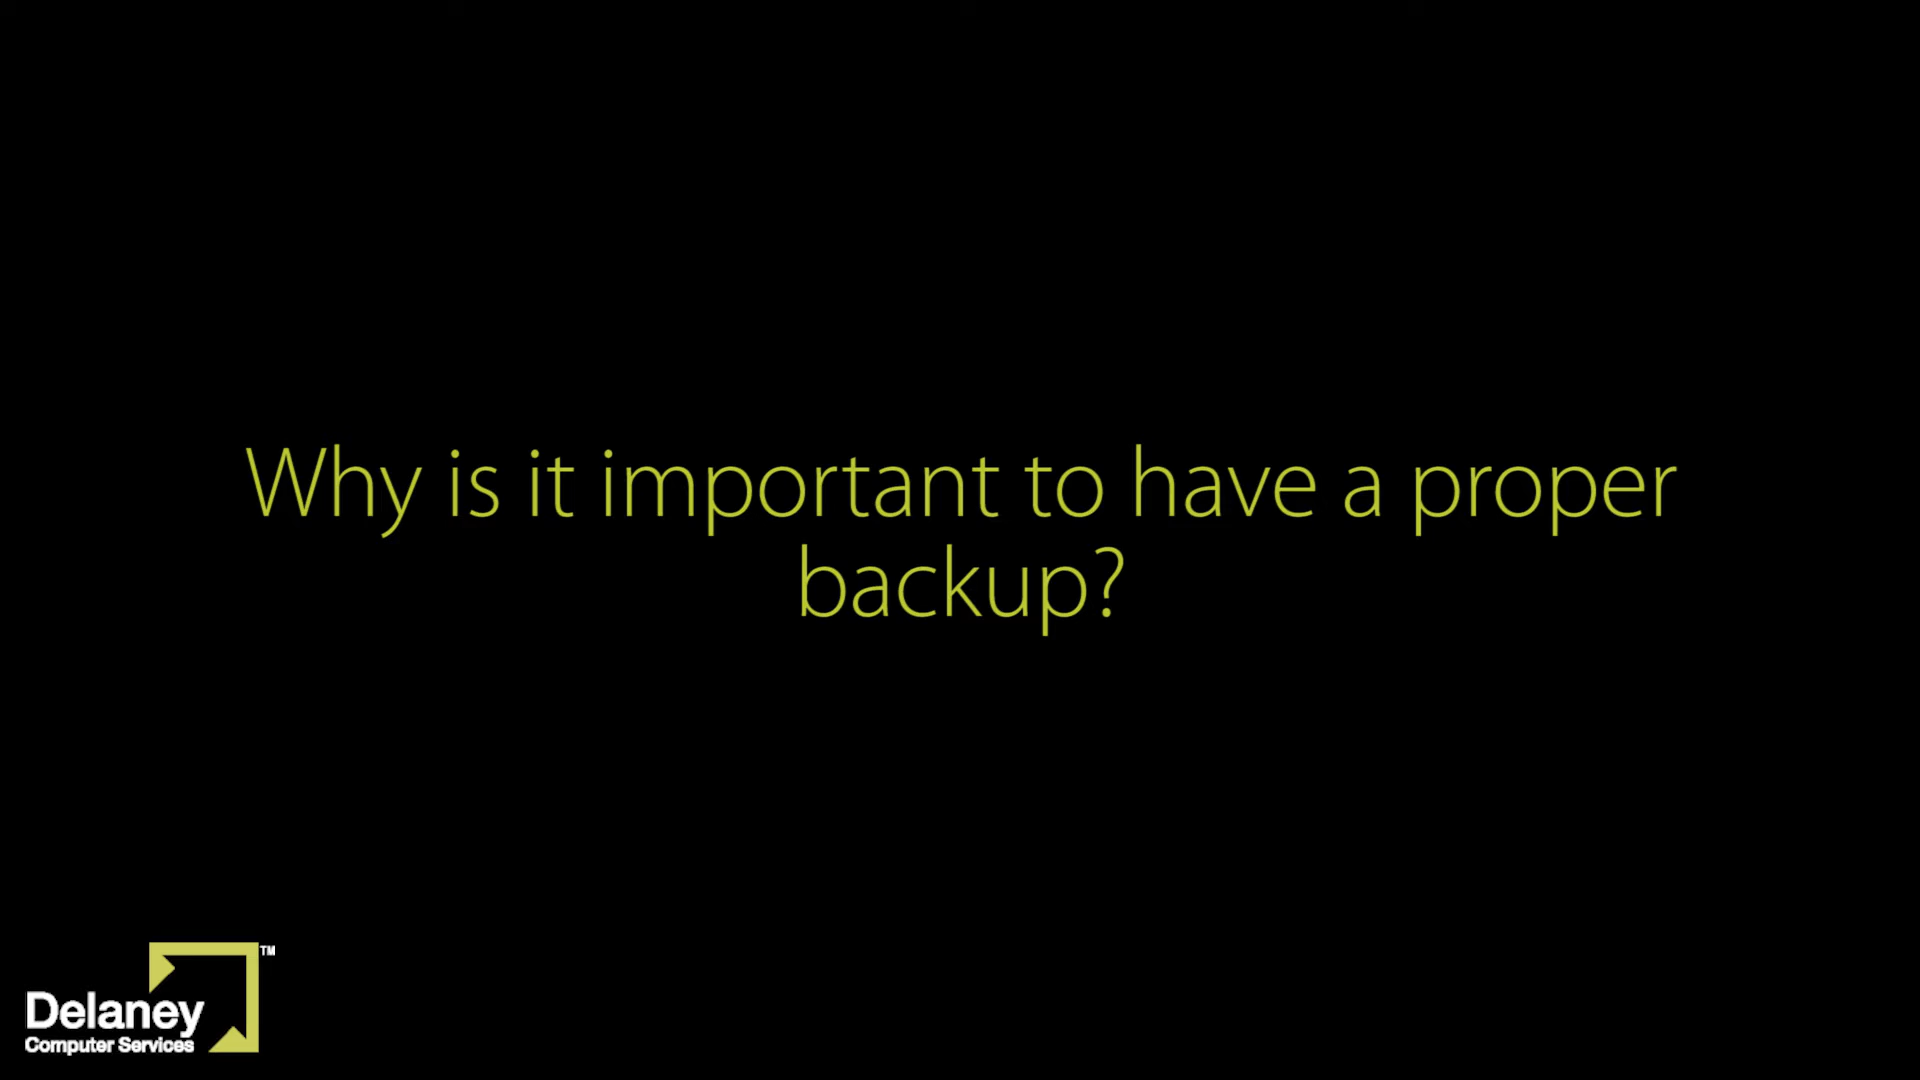 Why is it important to have a proper
backup?
Delaney
Computer Services
TM